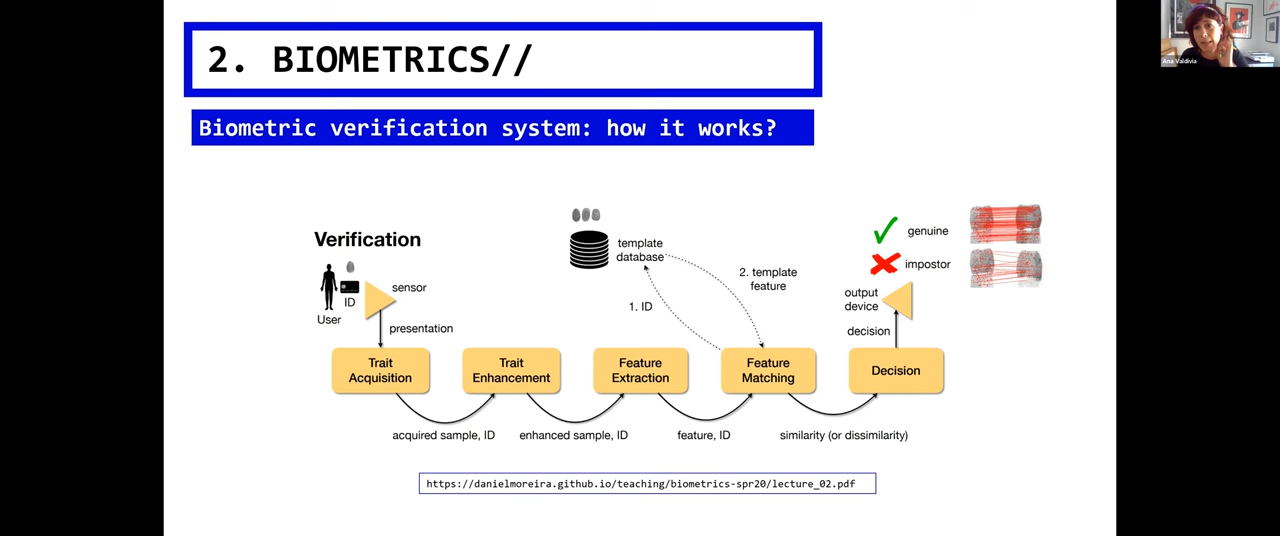 2. BIOMETRICS//
Ana Valdivia
Biometric verification system: how it works?
Verification
sensor
ID
User
presentation
template
database
1. ID
2. template
feature
genuine
impostor
output
device
decision
Trait
Acquisition
Trait
Enhancement
Feature
Extraction
Feature
Matching
Decision
acquired sample, ID
enhanced sample, ID
feature, ID
similarity (or dissimilarity)
https://danielmoreira.github.io/teaching/biometrics-spr20/lecture_02.pdf